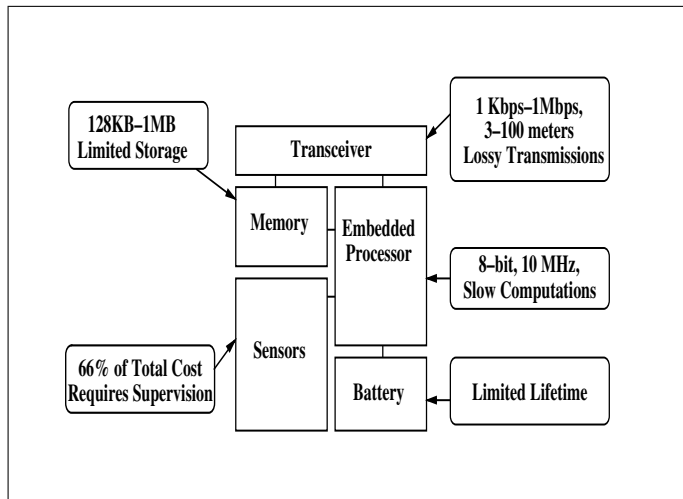 128KB–1MB
Limited Storage
1 Kbps–1Mbps,
3–100 meters
Lossy Transmissions
Transceiver
Memory
Embedded
Processor
8–bit, 10 MHz,
Slow Computations
Sensors
66% of Total Cost
Requires Supervision
Battery
Limited Lifetime